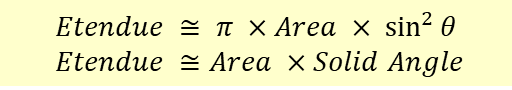 Etendue ≅ π × Area × sin² θ
Etendue ≅ Area × Solid Angle